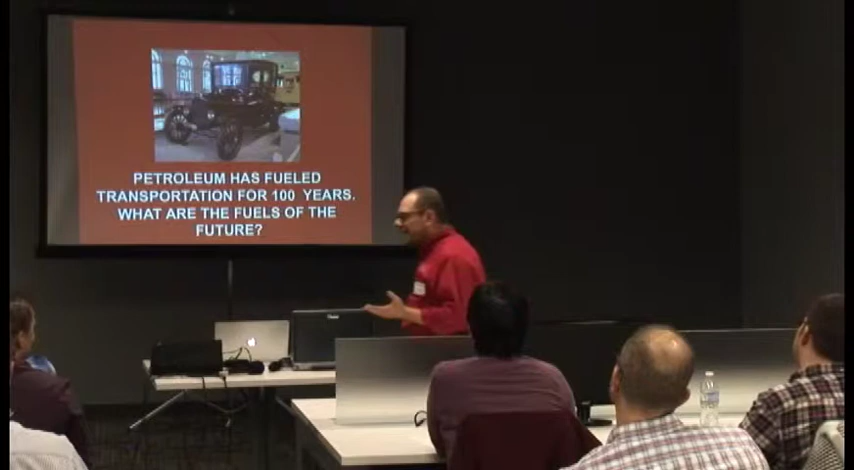 PETROLEUM HAS FUELED
TRANSPORTATION FOR 100 YEARS.
WHAT ARE THE FUELS OF THE
FUTURE?